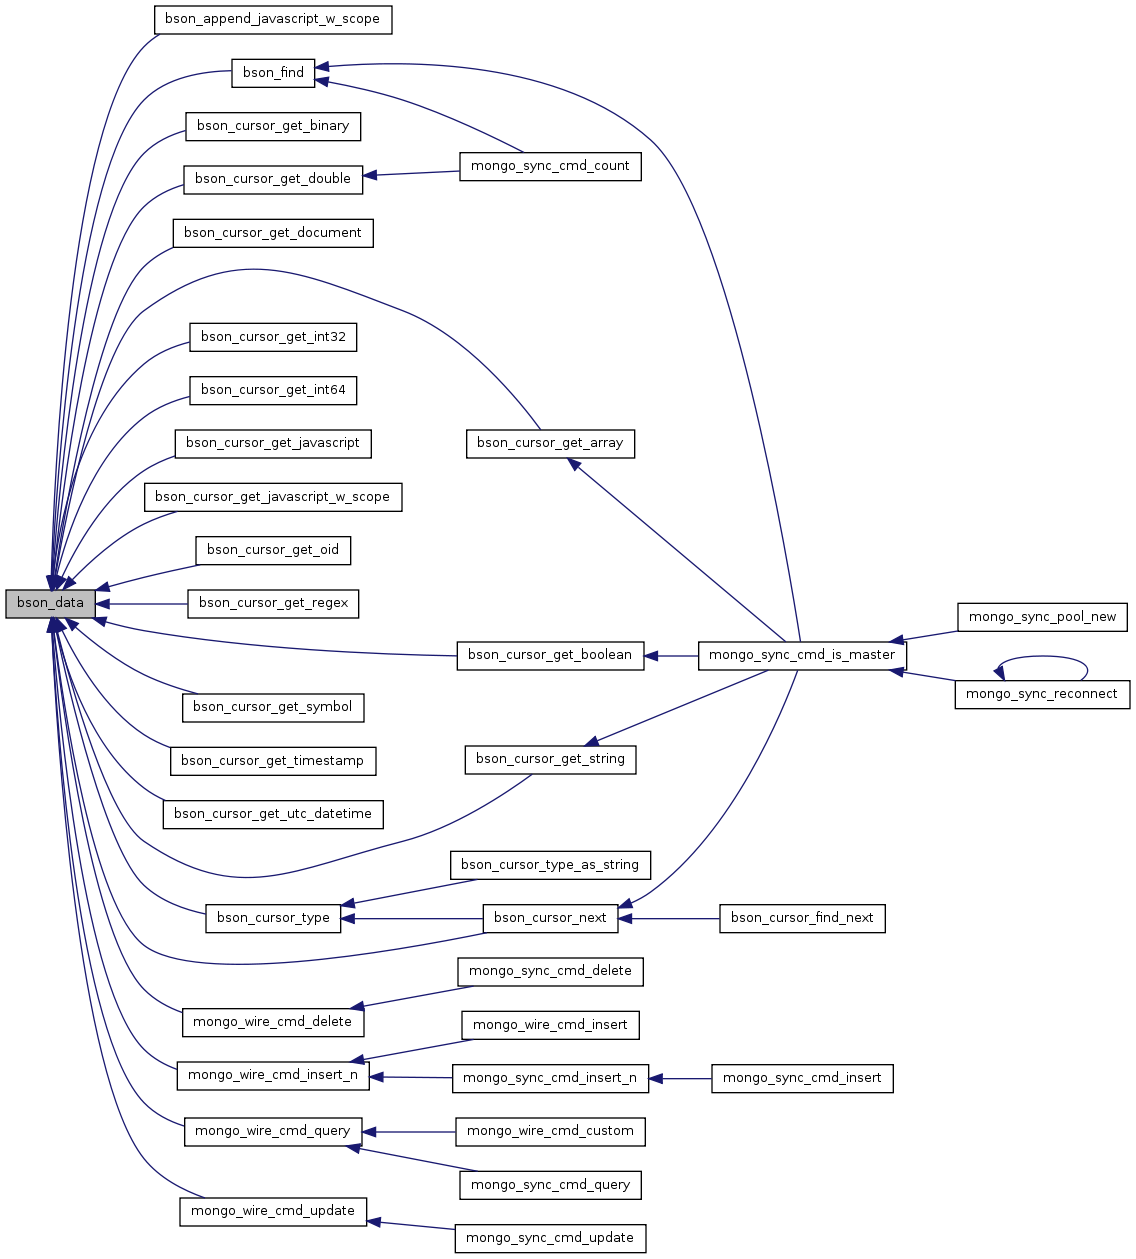 bson_append_javascript_w_scope
bson_find
bson_cursor_get_binary
mongo_sync_cmd_count
bson_cursor_get_double
bson_cursor_get_document
bson_cursor_get_int32
bson_cursor_get_int64
bson_cursor_get_javascript
bson_cursor_get_array
bson_cursor_get_javascript_w_scope
bson_cursor_get_oid
bson_data
bson_cursor_get_regex
mongo_sync_pool_new
bson_cursor_get_boolean
mongo_sync_cmd_is_master
mongo_sync_reconnect
bson_cursor_get_symbol
bson_cursor_get_string
bson_cursor_get_timestamp
bson_cursor_get_utc_datetime
bson_cursor_type_as_string
bson_cursor_type
bson_cursor_next
bson_cursor_find_next
mongo_sync_cmd_delete
mongo_wire_cmd_delete
mongo_wire_cmd_insert
mongo_wire_cmd_insert_n
mongo_sync_cmd_insert_n
mongo_sync_cmd_insert
mongo_wire_cmd_query
mongo_wire_cmd_custom
mongo_sync_cmd_query
mongo_wire_cmd_update
mongo_sync_cmd_update